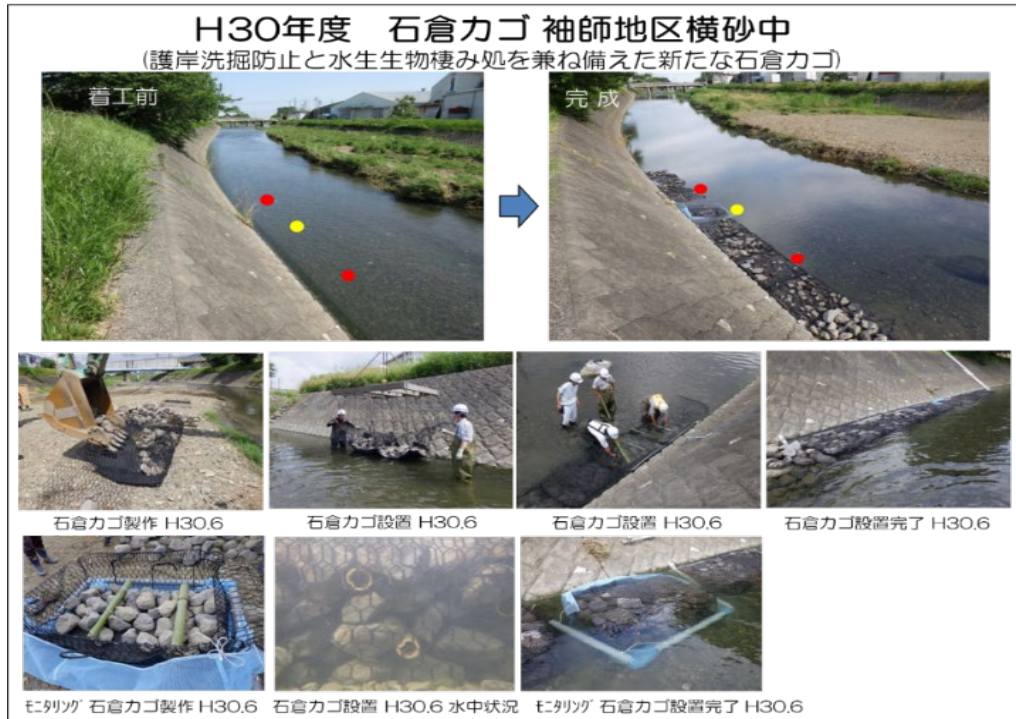 H30年度　石倉カゴ 袖師地区横砂中
(護岸洗掘防止と水生生物棲み処を兼ね備えた新たな石倉カゴ)
着工前
完 成
石倉カゴ製作 H30.6
石倉カゴ設置 H30.6
石倉カゴ設置 H30.6
石倉カゴ設置完了 H30.6
ﾓﾆﾀﾘﾝｸﾞ 石倉カゴ製作 H30.6
石倉カゴ設置 H30.6 水中状況
ﾓﾆﾀﾘﾝｸﾞ 石倉カゴ設置完了 H30.6